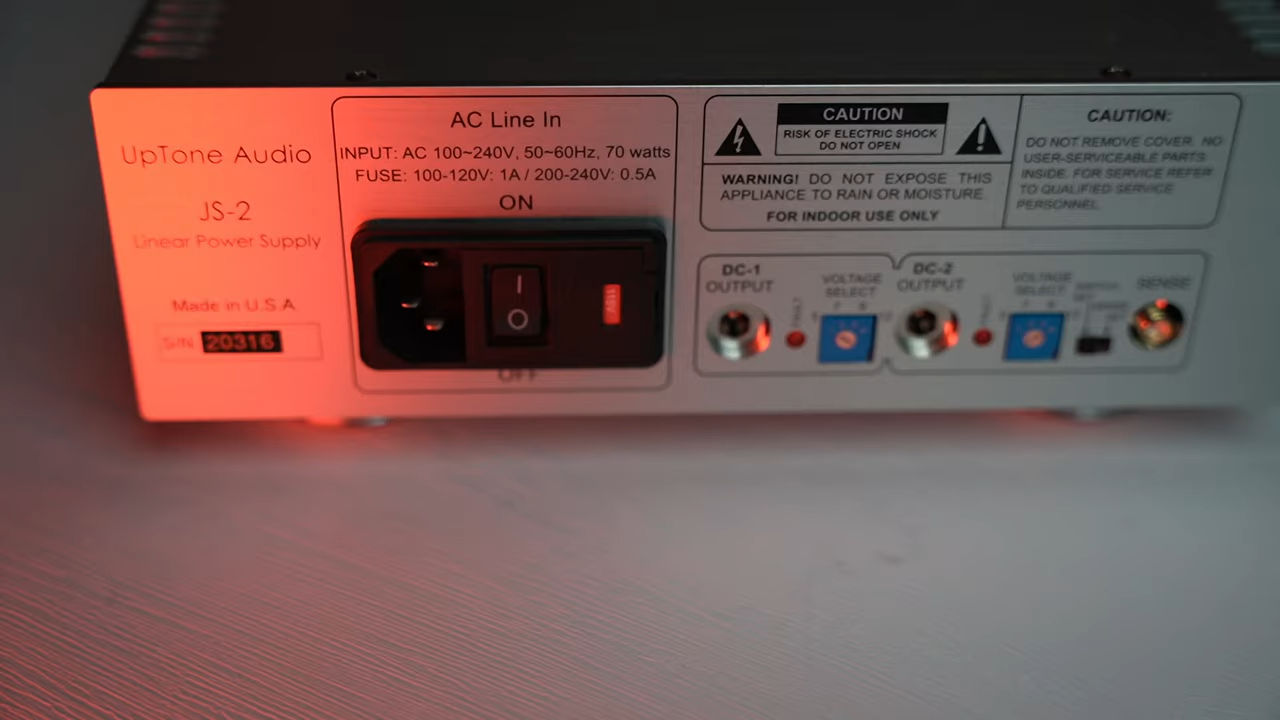 UpTone Audio
JS-2
Linear Power Supply
Made in U.S.A
S/N 20316
AC Line In
INPUT: AC 100~240V, 50~60Hz, 70 watts
FUSE: 100-120V: 1A / 200-240V: 0.5A
ON
115V
OFF
CAUTION
RISK OF ELECTRIC SHOCK
DO NOT OPEN
WARNING! DO NOT EXPOSE THIS
APPLIANCE TO RAIN OR MOISTURE.
FOR INDOOR USE ONLY
CAUTION:
DO NOT REMOVE COVER. NO
USER-SERVICEABLE PARTS
INSIDE. FOR SERVICE REFER
TO QUALIFIED SERVICE
PERSONNEL.
DC-1
OUTPUT
FAULT
VOLTAGE
SELECT
DC-2
OUTPUT
VOLTAGE
SELECT
SENSE